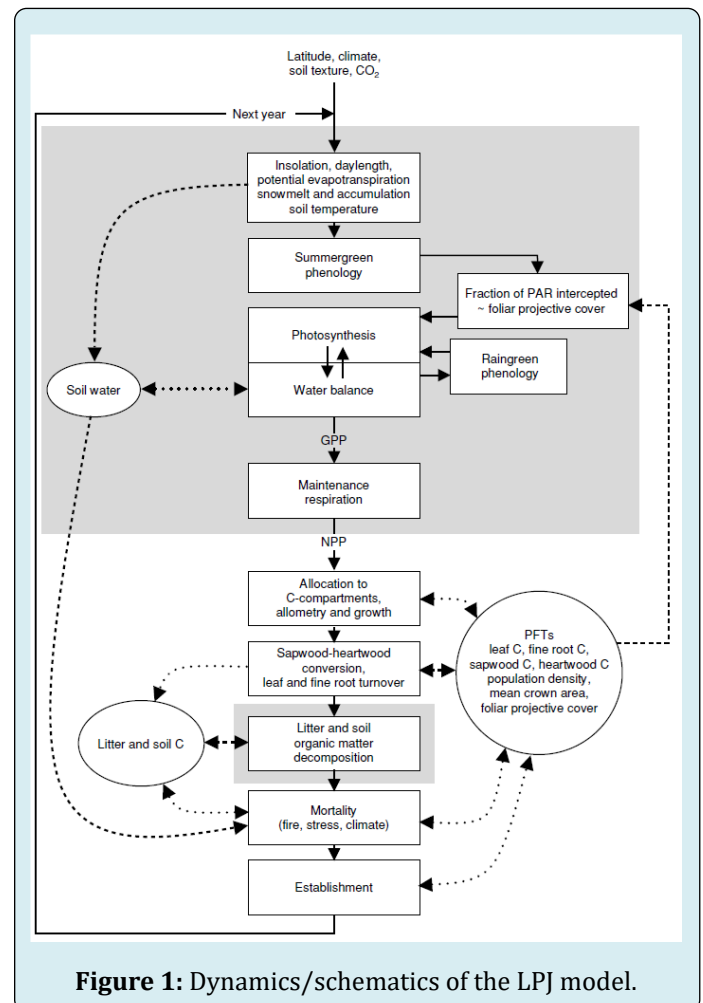 Latitude, climate,
soil texture, CO₂
Next year
Insolation, daylength,
potential evapotranspiration
snowmelt and accumulation
soil temperature
Summergreen
phenology
Fraction of PAR intercepted
~ foliar projective cover
Photosynthesis
Raingreen
phenology
Soil water
Water balance
GPP
Maintenance
respiration
NPP
Allocation to
C-compartments,
allometry and growth
PFTs
leaf C, fine root C,
sapwood C, heartwood C
population density,
mean crown area,
foliar projective cover
Sapwood-heartwood
conversion,
leaf and fine root turnover
Litter and soil C
Litter and soil
organic matter
decomposition
Mortality
(fire, stress, climate)
Establishment
Figure 1: Dynamics/schematics of the LPJ model.